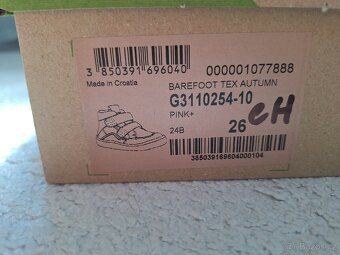 3 850391 696040 000001077888
Made in Croatia
BAREFOOT TEX AUTUMN
G3110254-10
PINK+
24B 26 CH
385039169604000104